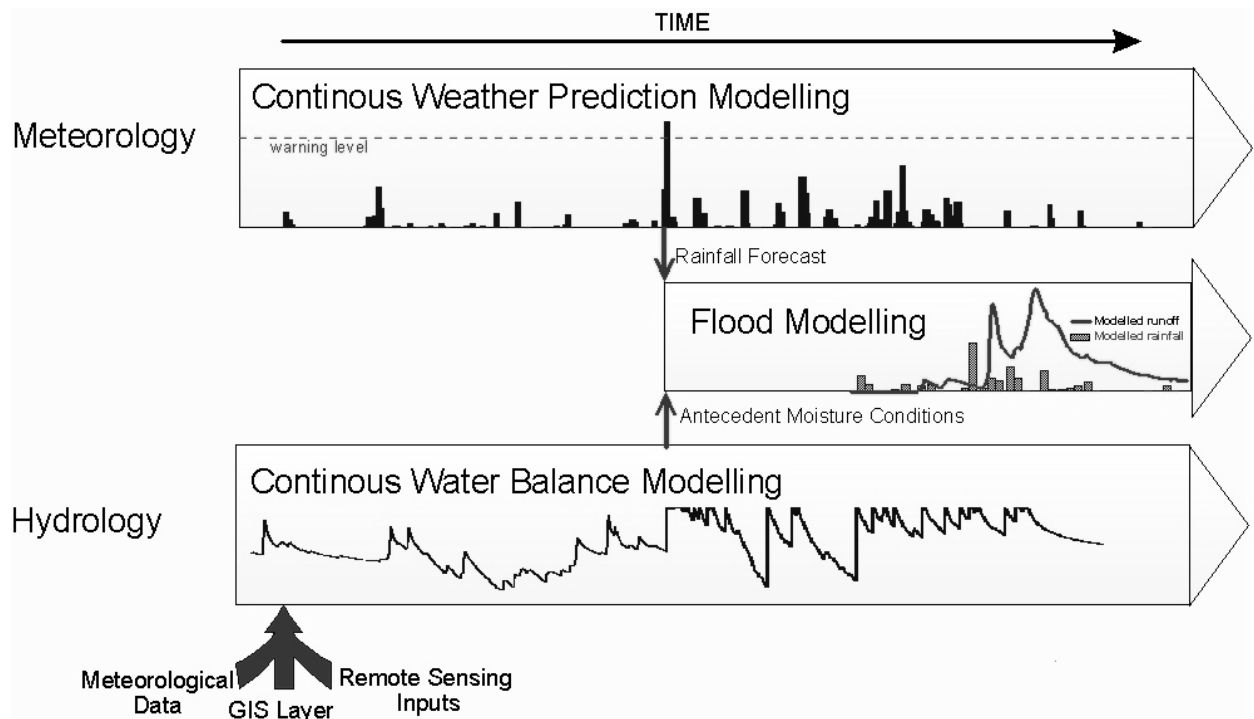 TIME
Continous Weather Prediction Modelling
Meteorology
warning level
Rainfall Forecast
Flood Modelling
Modelled runoff
Modelled rainfall
Antecedent Moisture Conditions
Continous Water Balance Modelling
Hydrology
Meteorological
Data
GIS Layer
Remote Sensing
Inputs